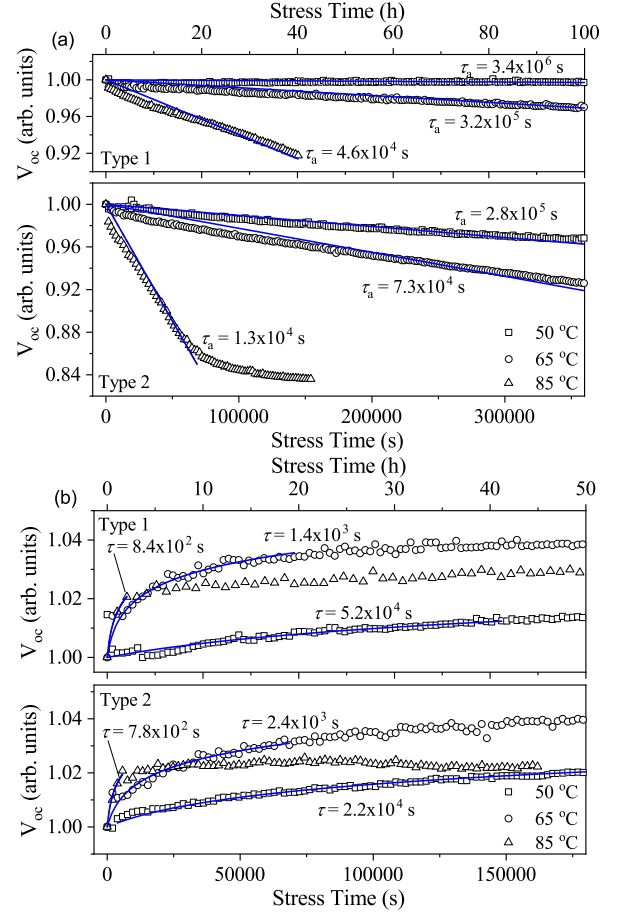 Stress Time (h)
0 20 40 60 80 100
(a)
V_oc (arb. units)
1.00
0.96
0.92
τ_a = 3.4x10^6 s
τ_a = 3.2x10^5 s
τ_a = 4.6x10^4 s
Type 1
V_oc (arb. units)
1.00
0.96
0.92
0.88
0.84
τ_a = 2.8x10^5 s
τ_a = 7.3x10^4 s
τ_a = 1.3x10^4 s
50 °C
65 °C
85 °C
Type 2
0 100000 200000 300000
Stress Time (s)
Stress Time (h)
0 10 20 30 40 50
(b)
V_oc (arb. units)
1.04
1.02
1.00
Type 1
τ = 8.4x10^2 s
τ = 1.4x10^3 s
τ = 5.2x10^4 s
V_oc (arb. units)
1.04
1.02
1.00
Type 2
τ = 7.8x10^2 s
τ = 2.4x10^3 s
τ = 2.2x10^4 s
50 °C
65 °C
85 °C
0 50000 100000 150000
Stress Time (s)